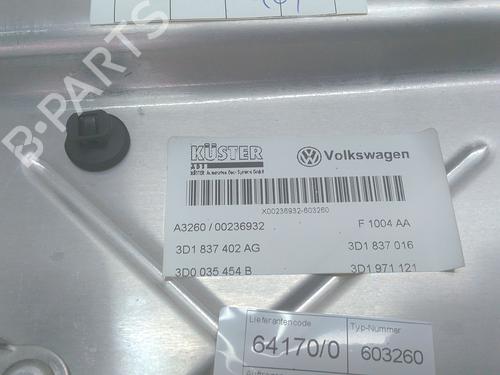 B-PARTS
KÜSTER
Volkswagen
X00236932-603260
A3260 / 00236932
F 1004 AA
3D1 837 402 AG
3D1 837 016
3D0 035 454 B
3D1 971 121
Lieferantencode
Typ-Nummer
64170/0
603260